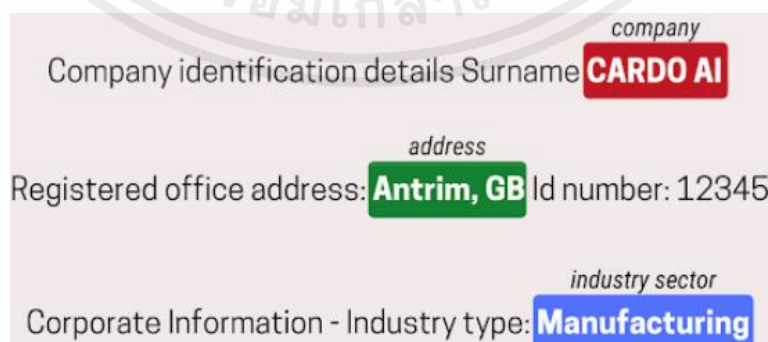 company
Company identification details Surname CARDO AI
address
Registered office address: Antrim, GB Id number: 12345
industry sector
Corporate Information - Industry type: Manufacturing